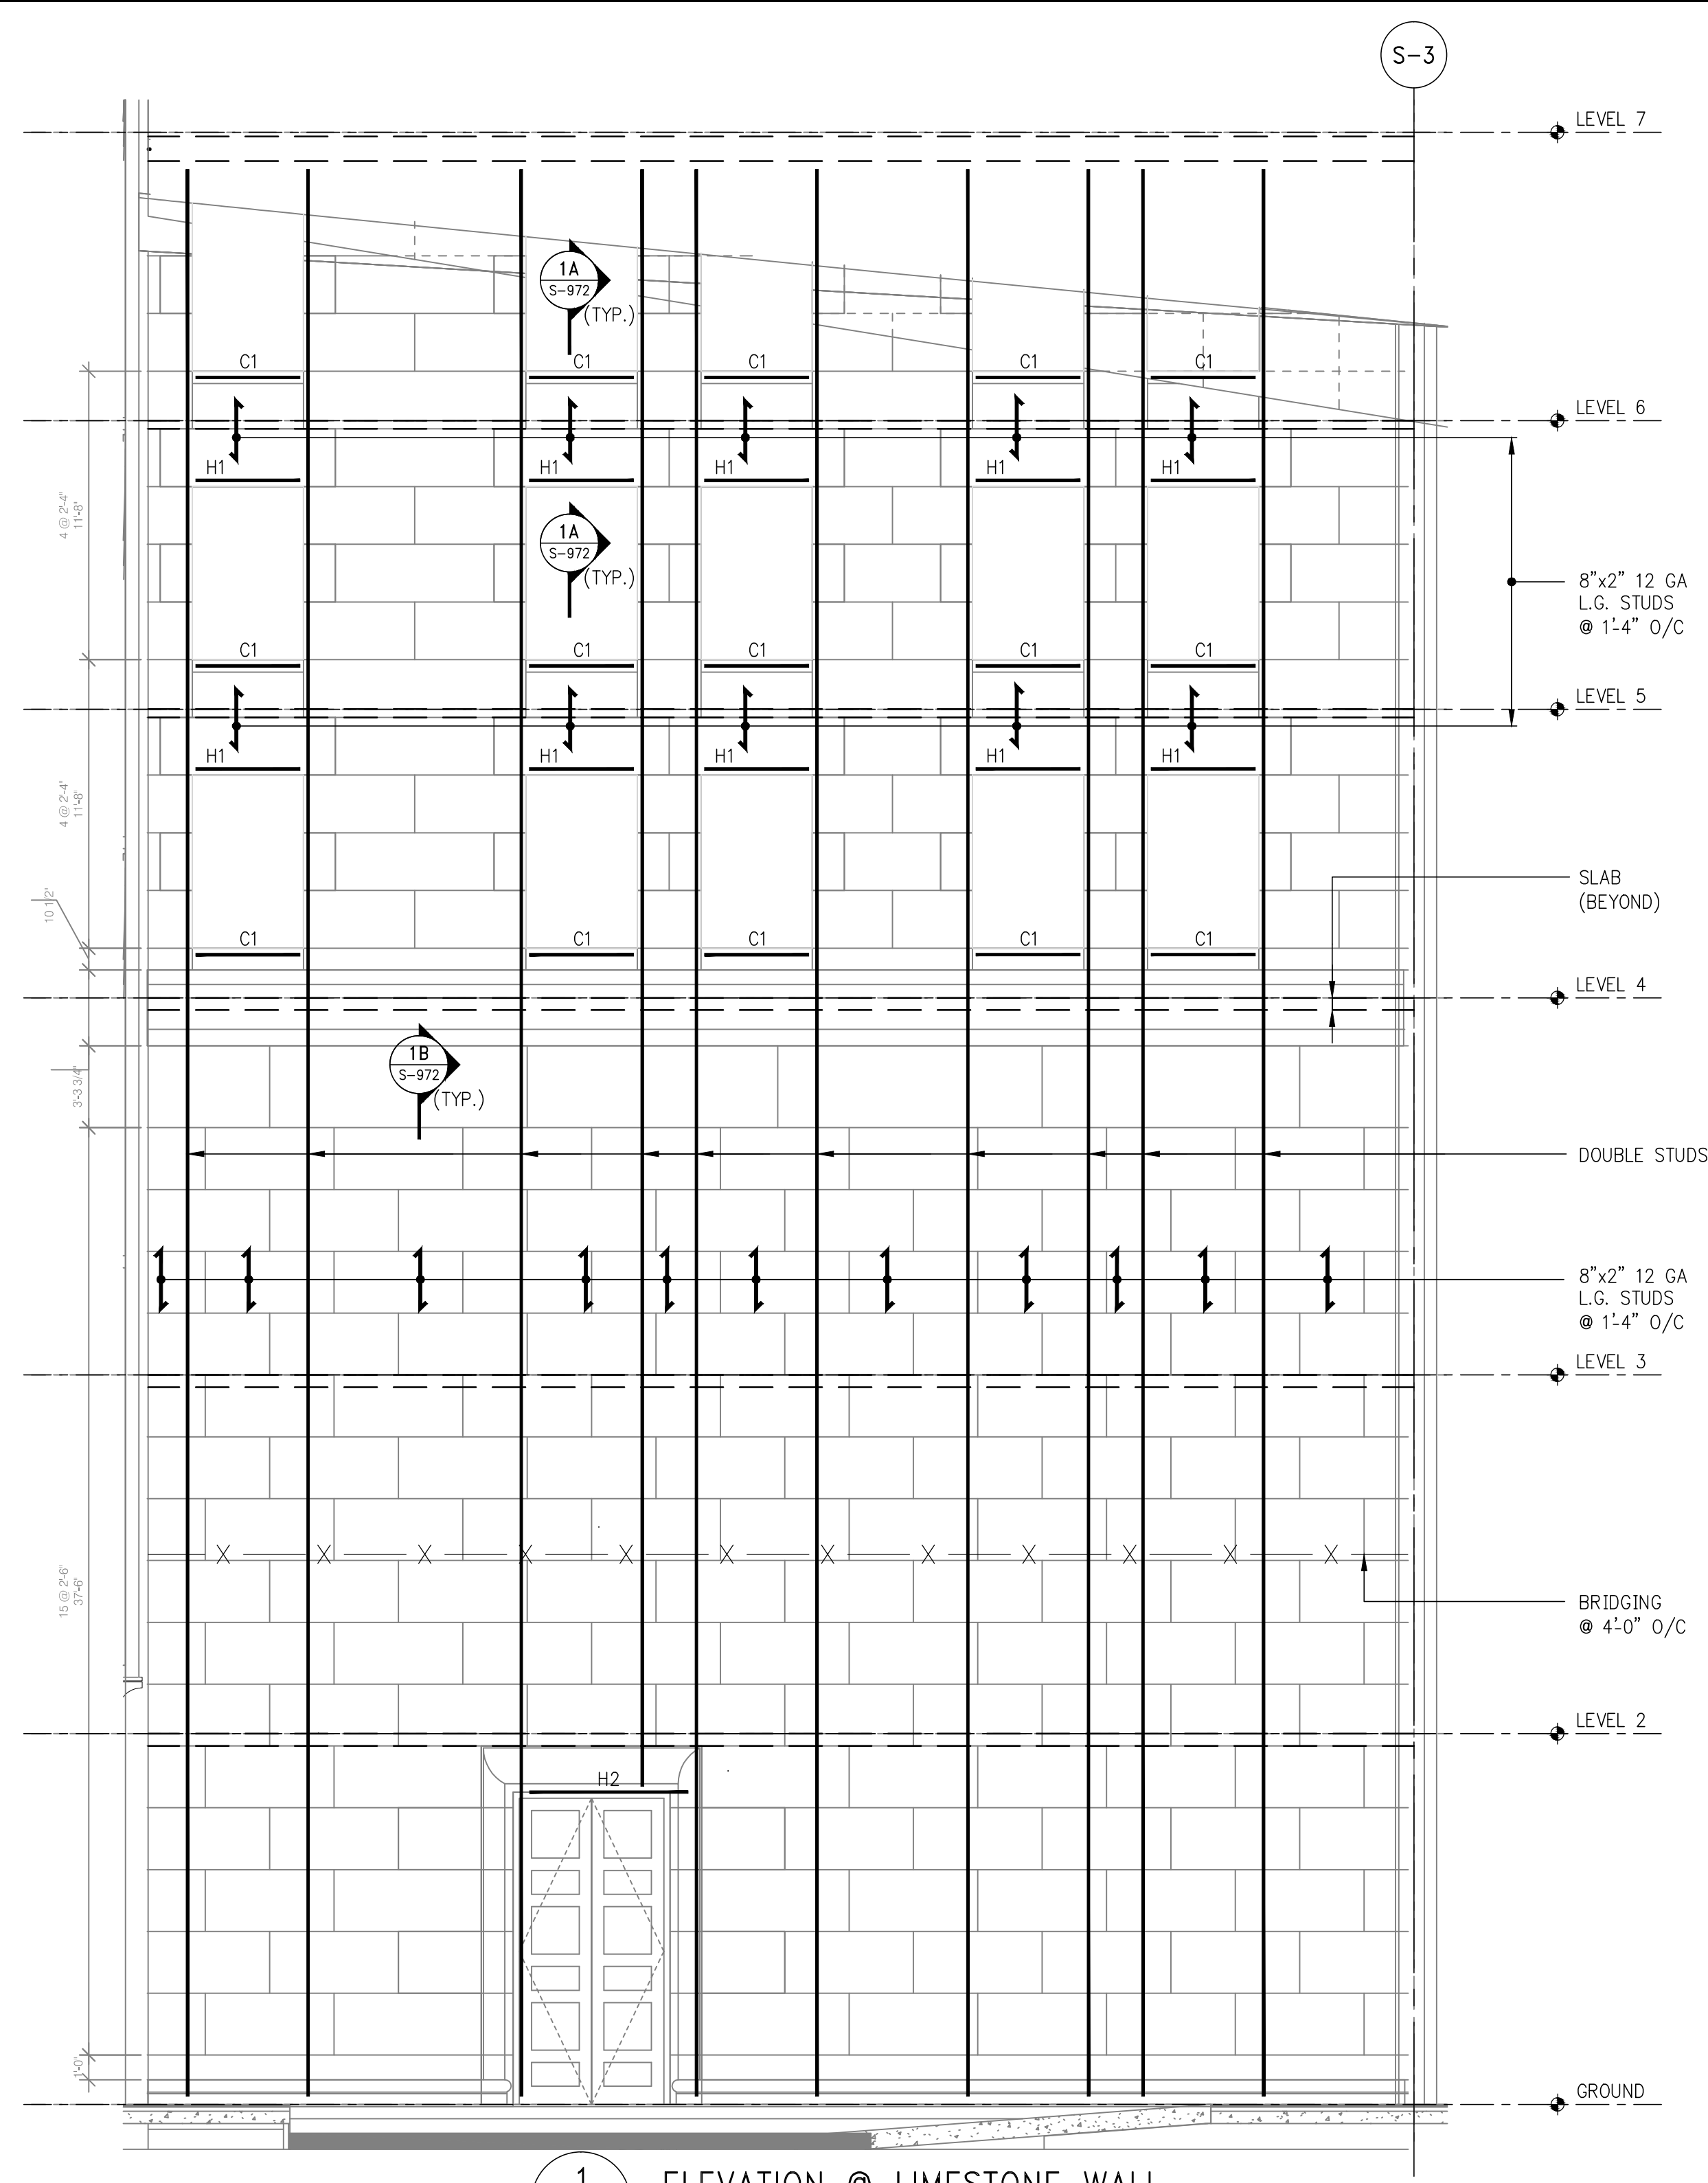 S-3
LEVEL 7
1A
S-972
(TYP.)
C1 C1 C1 C1 C1
LEVEL 6
H1 H1 H1 H1 H1
4 @ 2'-4"
11'-8"
1A
S-972
(TYP.)
8"x2" 12 GA
L.G. STUDS
@ 1'-4" O/C
C1 C1 C1 C1 C1
LEVEL 5
H1 H1 H1 H1 H1
4 @ 2'-4"
11'-8"
SLAB
(BEYOND)
10 1/2"
C1 C1 C1 C1 C1
LEVEL 4
1B
S-972
(TYP.)
3'-3 3/4"
DOUBLE STUDS
8"x2" 12 GA
L.G. STUDS
@ 1'-4" O/C
LEVEL 3
X X X X X X X X X X X X
15 @ 2'-6"
37'-6"
BRIDGING
@ 4'-0" O/C
LEVEL 2
H2
1'-0"
GROUND
1
ELEVATION @ LIMESTONE WALL